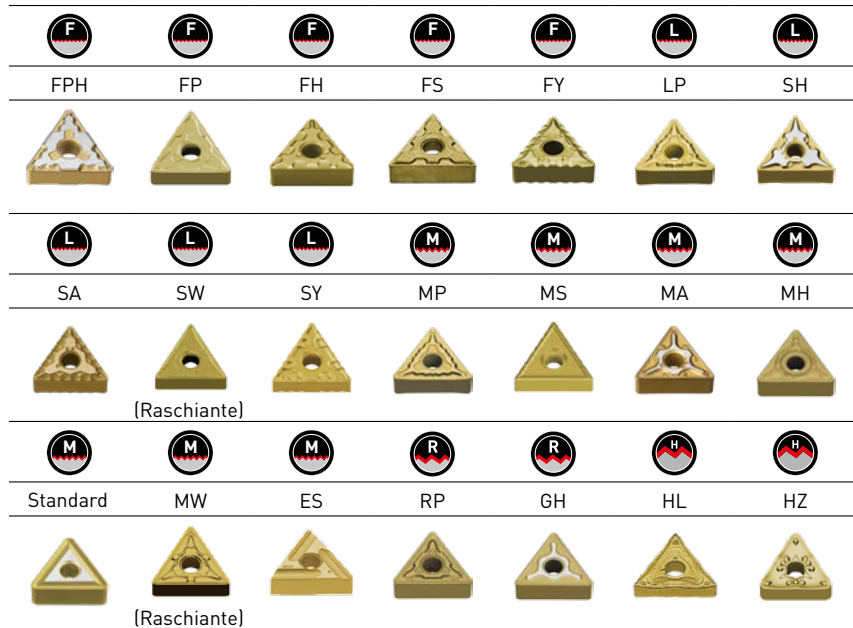 F F F F F L L
FPH FP FH FS FY LP SH
L L L M M M M
SA SW SY MP MS MA MH
(Raschiante)
M M M R R H H
Standard MW ES RP GH HL HZ
(Raschiante)